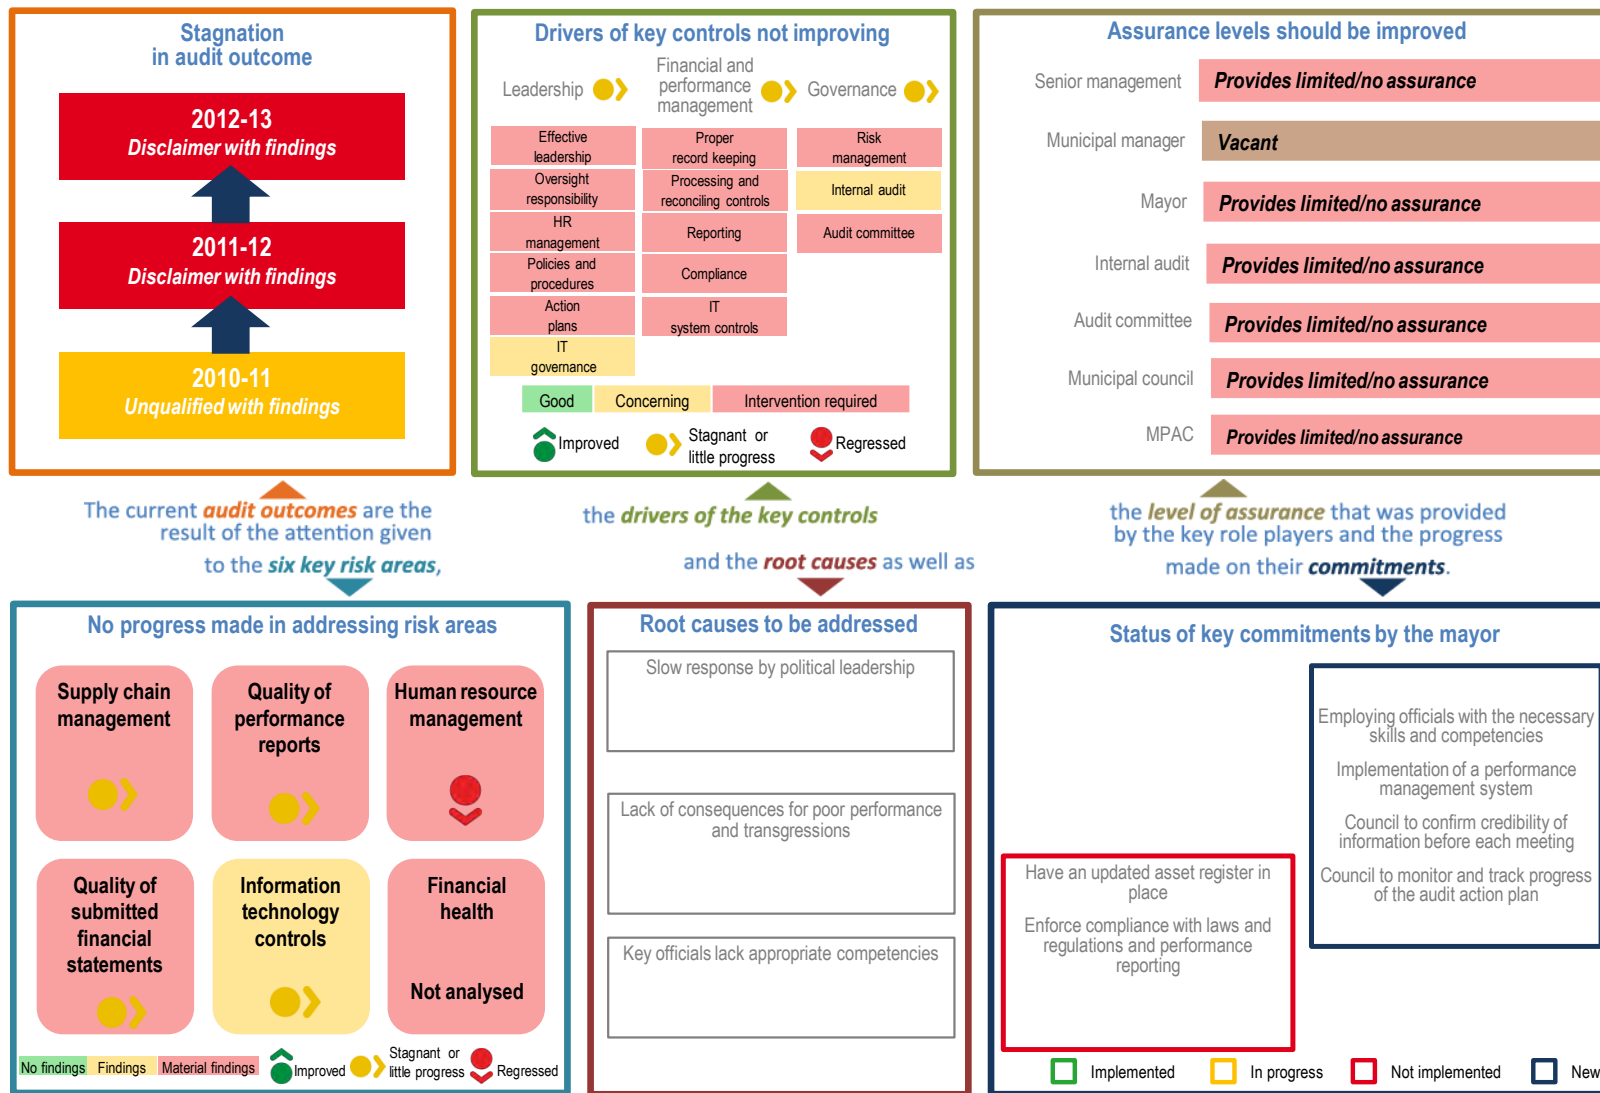 Stagnation
in audit outcome
2012-13
Disclaimer with findings
2011-12
Disclaimer with findings
2010-11
Unqualified with findings
Drivers of key controls not improving
Leadership
Financial and
performance
management
Governance
Effective
leadership
Oversight
responsibility
HR
management
Policies and
procedures
Action
plans
IT
governance
Proper
record keeping
Processing and
reconciling controls
Reporting
Compliance
IT
system controls
Risk
management
Internal audit
Audit committee
Good
Concerning
Intervention required
Improved
Stagnant or
little progress
Regressed
Assurance levels should be improved
Senior management
Provides limited/no assurance
Municipal manager
Vacant
Mayor
Provides limited/no assurance
Internal audit
Provides limited/no assurance
Audit committee
Provides limited/no assurance
Municipal council
Provides limited/no assurance
MPAC
Provides limited/no assurance
The current audit outcomes are the
result of the attention given
to the six key risk areas,
the drivers of the key controls
and the root causes as well as
the level of assurance that was provided
by the key role players and the progress
made on their commitments.
No progress made in addressing risk areas
Supply chain
management
Quality of
performance
reports
Human resource
management
Quality of
submitted
financial
statements
Information
technology
controls
Financial
health
Not analysed
No findings
Findings
Material findings
Improved
Stagnant or
little progress
Regressed
Root causes to be addressed
Slow response by political leadership
Lack of consequences for poor performance
and transgressions
Key officials lack appropriate competencies
Status of key commitments by the mayor
Have an updated asset register in
place
Enforce compliance with laws and
regulations and performance
reporting
Employing officials with the necessary
skills and competencies
Implementation of a performance
management system
Council to confirm credibility of
information before each meeting
Council to monitor and track progress
of the audit action plan
Implemented
In progress
Not implemented
New